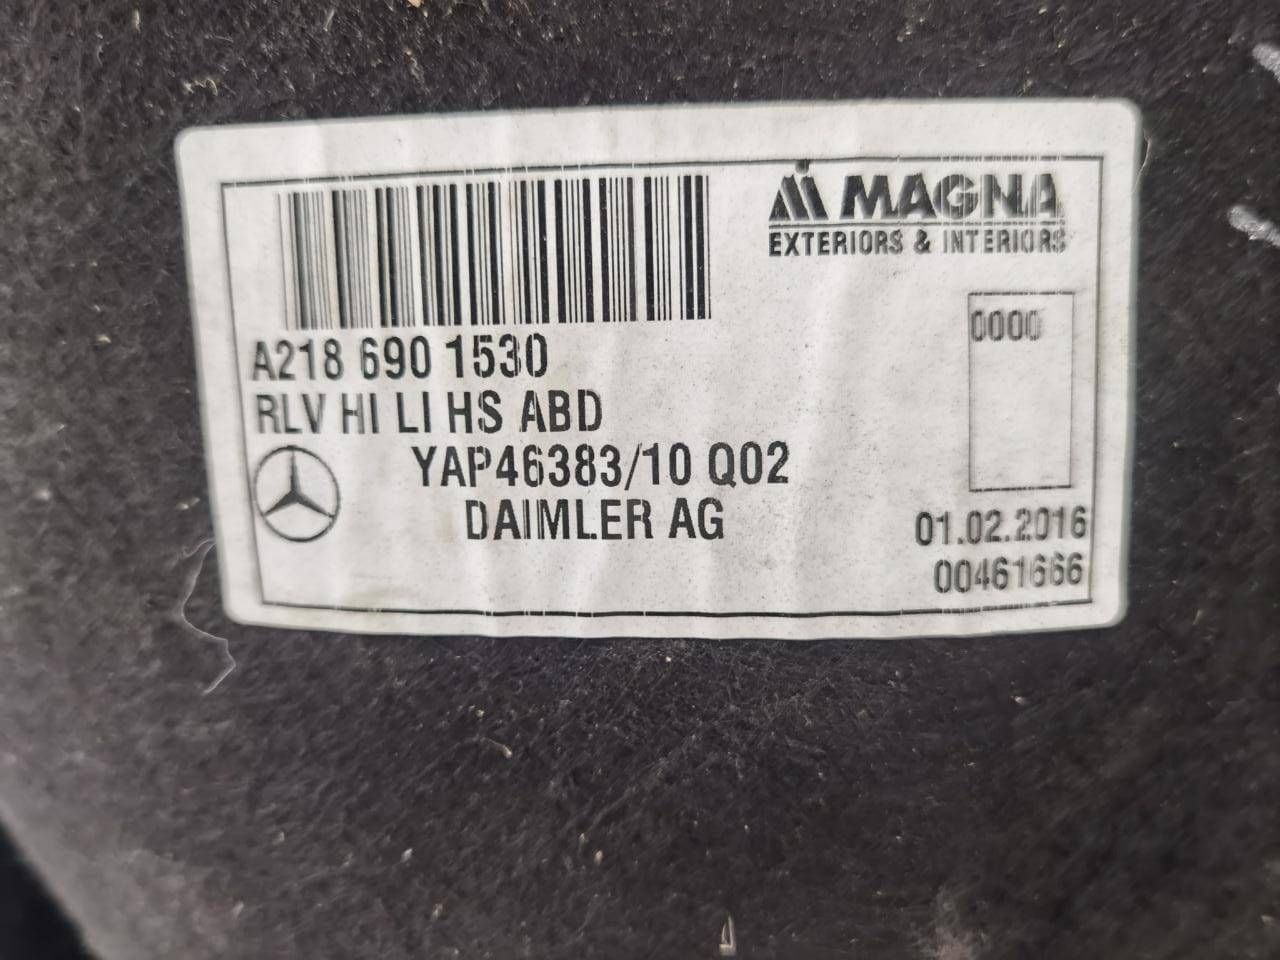 MAGNA
EXTERIORS & INTERIORS
0000
A218 690 1530
RLV HI LI HS ABD
YAP46383/10 Q02
DAIMLER AG
01.02.2016
00461666